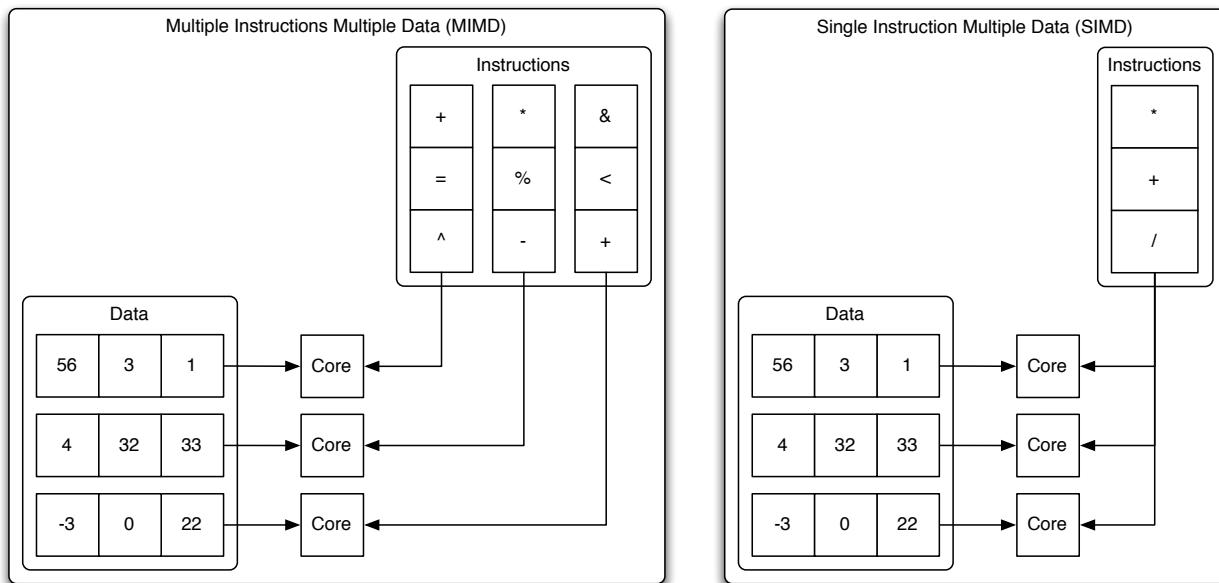 Multiple Instructions Multiple Data (MIMD)
Instructions
+ * &
= % <
^ - +
Data
56 3 1 Core
4 32 33 Core
-3 0 22 Core
Single Instruction Multiple Data (SIMD)
Instructions
*
+
/
Data
56 3 1 Core
4 32 33 Core
-3 0 22 Core